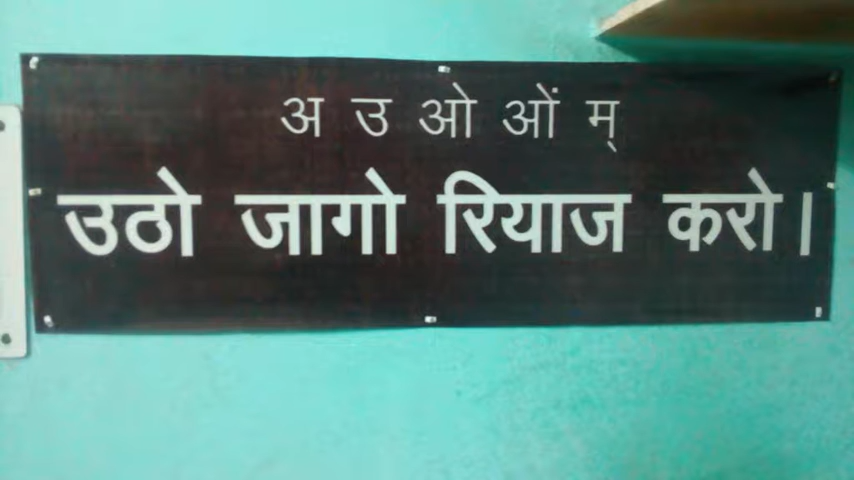 अ उ ओ ओं म्
उठो जागो रियाज करो।